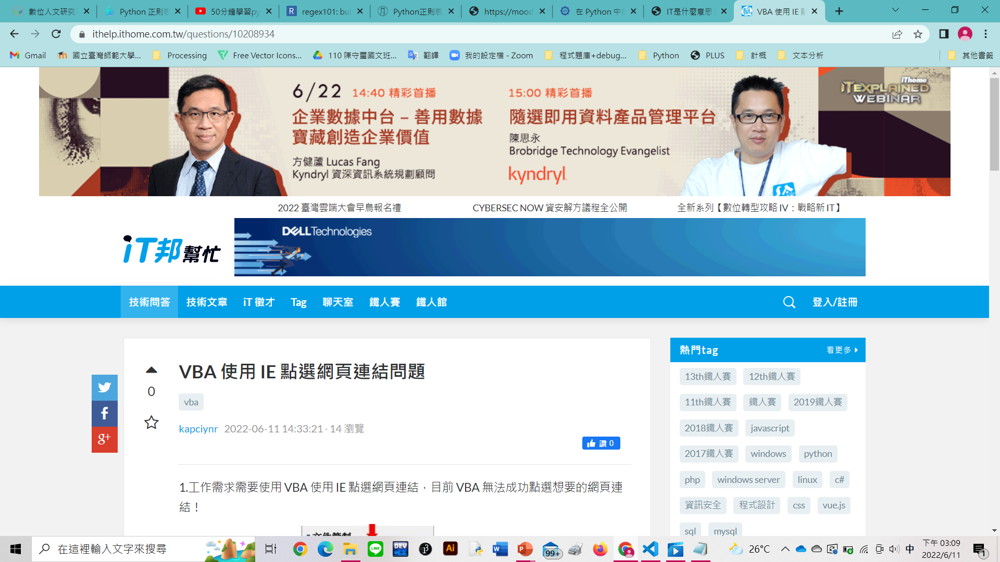 數位人文研究
Python 正則表
50分鐘學習py
regex101: bui
Python正則表
https://mood
在 Python 中
IT是什麼意思
VBA 使用 IE 點
ithelp.ithome.com.tw/questions/10208934
Gmail
國立臺灣師範大學...
Processing
Free Vector Icons...
110 陳守璽國文班...
翻譯
我的設定檔 - Zoom
程式題庫+debug...
Python
PLUS
計概
文本分析
其他書籤
6/22 14:40 精彩首播
企業數據中台 – 善用數據
寶藏創造企業價值
方健蘆 Lucas Fang
Kyndryl 資深資訊系統規劃顧問
15:00 精彩首播
隨選即用資料產品管理平台
陳思永
Brobridge Technology Evangelist
kyndryl
iThome
iT EXPLAINED
WEBINAR
2022 臺灣雲端大會早鳥報名禮
CYBERSEC NOW 資安解方議程全公開
全新系列【數位轉型攻略 IV：戰略新 IT】
iT邦幫忙
DELL Technologies
技術問答
技術文章
iT 徵才
Tag
聊天室
鐵人賽
鐵人館
登入/註冊
0
VBA 使用 IE 點選網頁連結問題
vba
kapciynr 2022-06-11 14:33:21 ‧ 14 瀏覽
讚 0
g+
1.工作需求需要使用 VBA 使用 IE 點選網頁連結，目前 VBA 無法成功點選想要的網頁連
結！
熱門tag
看更多
13th鐵人賽 12th鐵人賽
11th鐵人賽 鐵人賽 2019鐵人賽
2018鐵人賽 javascript
2017鐵人賽 windows python
php windows server linux c#
資訊安全 程式設計 css vue.js
sql mysql
在這裡輸入文字來搜尋
DEV C++
LINE
Ai
99+
26°C
中
下午 03:09
2022/6/11
1